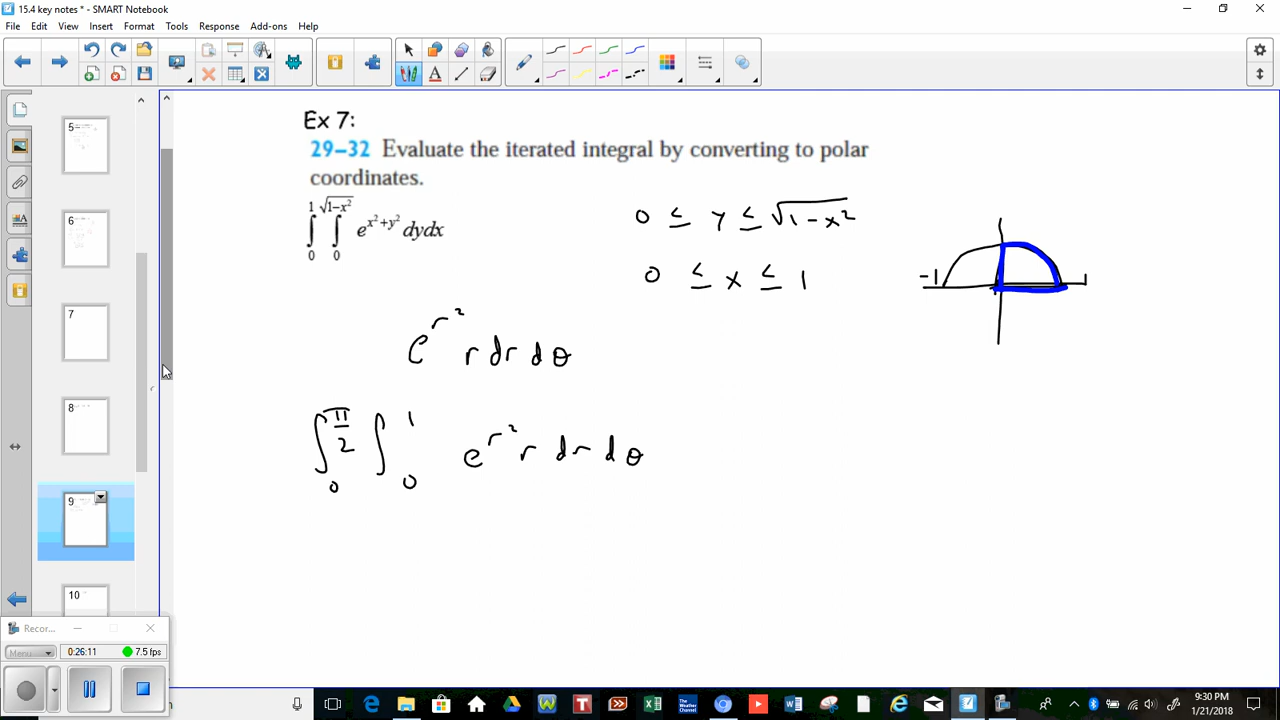 15.4 key notes * - SMART Notebook
File Edit View Insert Format Tools Response Add-ons Help
5
6
7
8
9
10
Ex 7:
29–32 Evaluate the iterated integral by converting to polar
coordinates.
∫₀¹ ∫₀^√(1−x²) e^(x²+y²) dydx
0 ≤ y ≤ √(1-x²)
0 ≤ x ≤ 1
-1 1
e^(r²) r dr dθ
∫₀^(π/2) ∫₀¹ e^(r²) r dr dθ
Recor...
Menu 0:26:11 7.5 fps
9:30 PM
1/21/2018